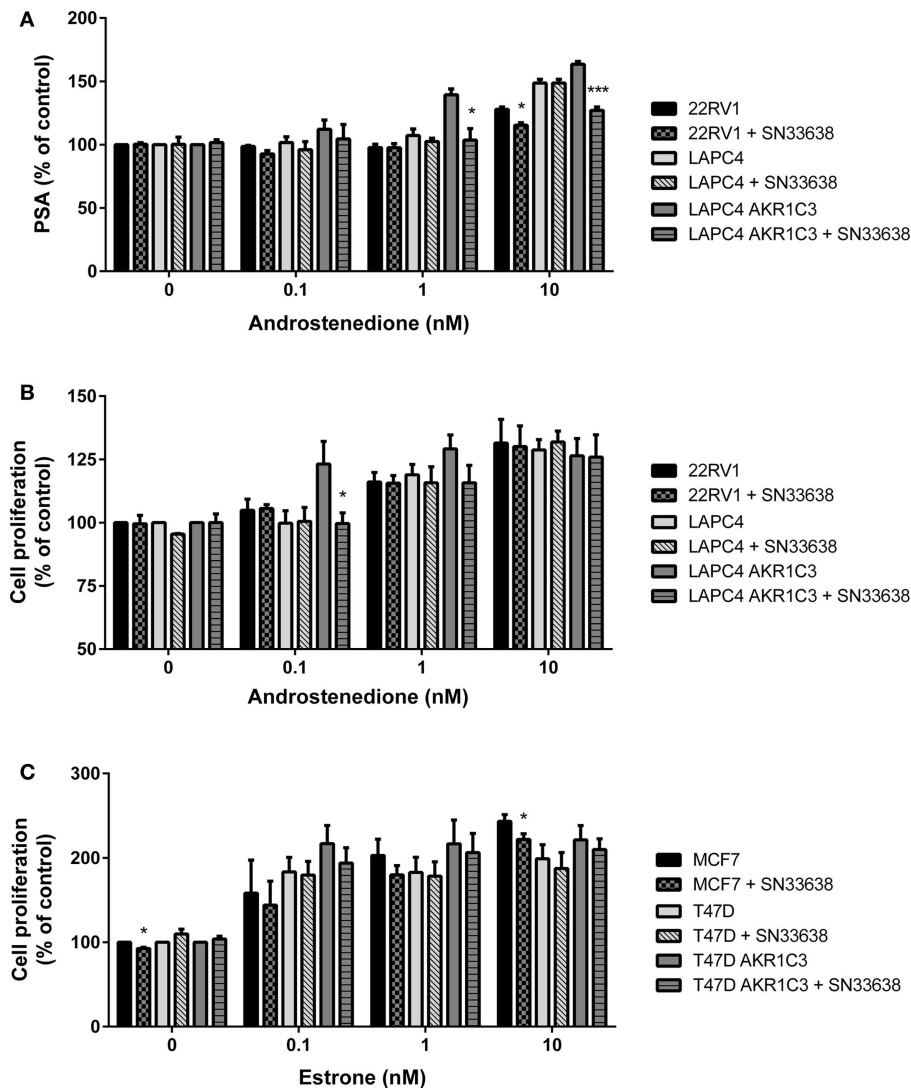 A
PSA (% of control)
200
150
100
50
0
*
*
***
0 0.1 1 10
Androstenedione (nM)
22RV1
22RV1 + SN33638
LAPC4
LAPC4 + SN33638
LAPC4 AKR1C3
LAPC4 AKR1C3 + SN33638
B
Cell proliferation
(% of control)
150
125
100
75
50
*
0 0.1 1 10
Androstenedione (nM)
22RV1
22RV1 + SN33638
LAPC4
LAPC4 + SN33638
LAPC4 AKR1C3
LAPC4 AKR1C3 + SN33638
C
Cell proliferation
(% of control)
300
200
100
0
*
*
0 0.1 1 10
Estrone (nM)
MCF7
MCF7 + SN33638
T47D
T47D + SN33638
T47D AKR1C3
T47D AKR1C3 + SN33638